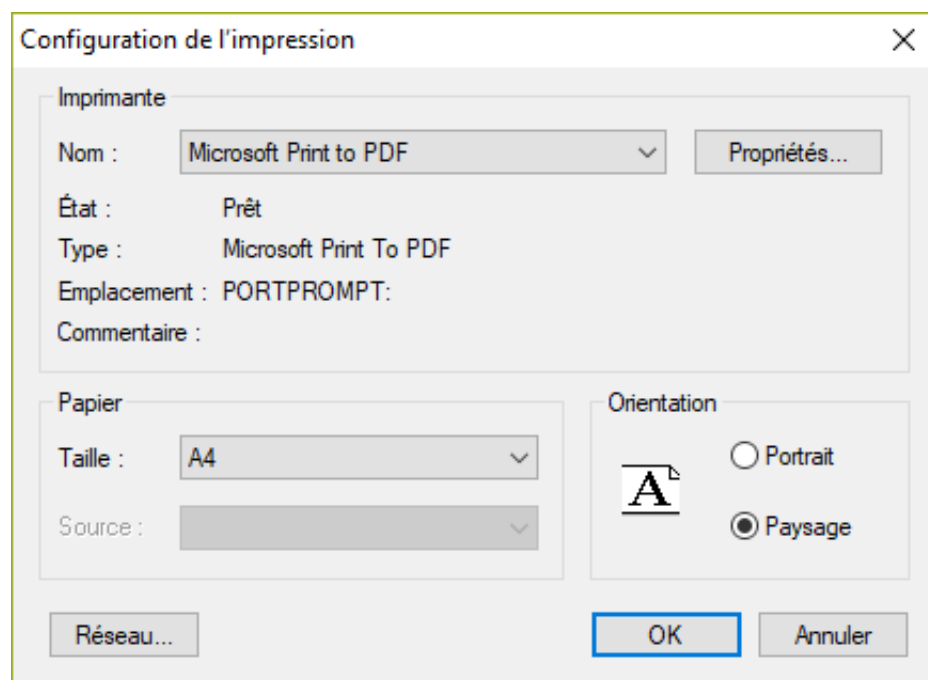 Configuration de l'impression
Imprimante
Nom : Microsoft Print to PDF Propriétés...
État : Prêt
Type : Microsoft Print To PDF
Emplacement : PORTPROMPT:
Commentaire :
Papier
Taille : A4
Source :
Orientation
A
Portrait
Paysage
Réseau... OK Annuler